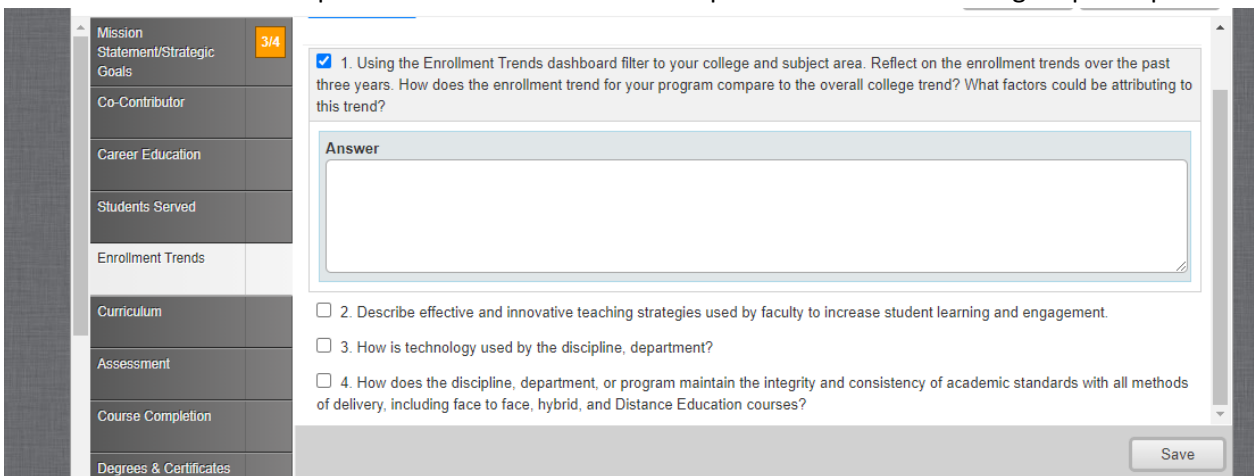 Mission
Statement/Strategic
Goals
3/4
Co-Contributor
Career Education
Students Served
Enrollment Trends
Curriculum
Assessment
Course Completion
Degrees & Certificates
1. Using the Enrollment Trends dashboard filter to your college and subject area. Reflect on the enrollment trends over the past
three years. How does the enrollment trend for your program compare to the overall college trend? What factors could be attributing to
this trend?
Answer
2. Describe effective and innovative teaching strategies used by faculty to increase student learning and engagement.
3. How is technology used by the discipline, department?
4. How does the discipline, department, or program maintain the integrity and consistency of academic standards with all methods
of delivery, including face to face, hybrid, and Distance Education courses?
Save